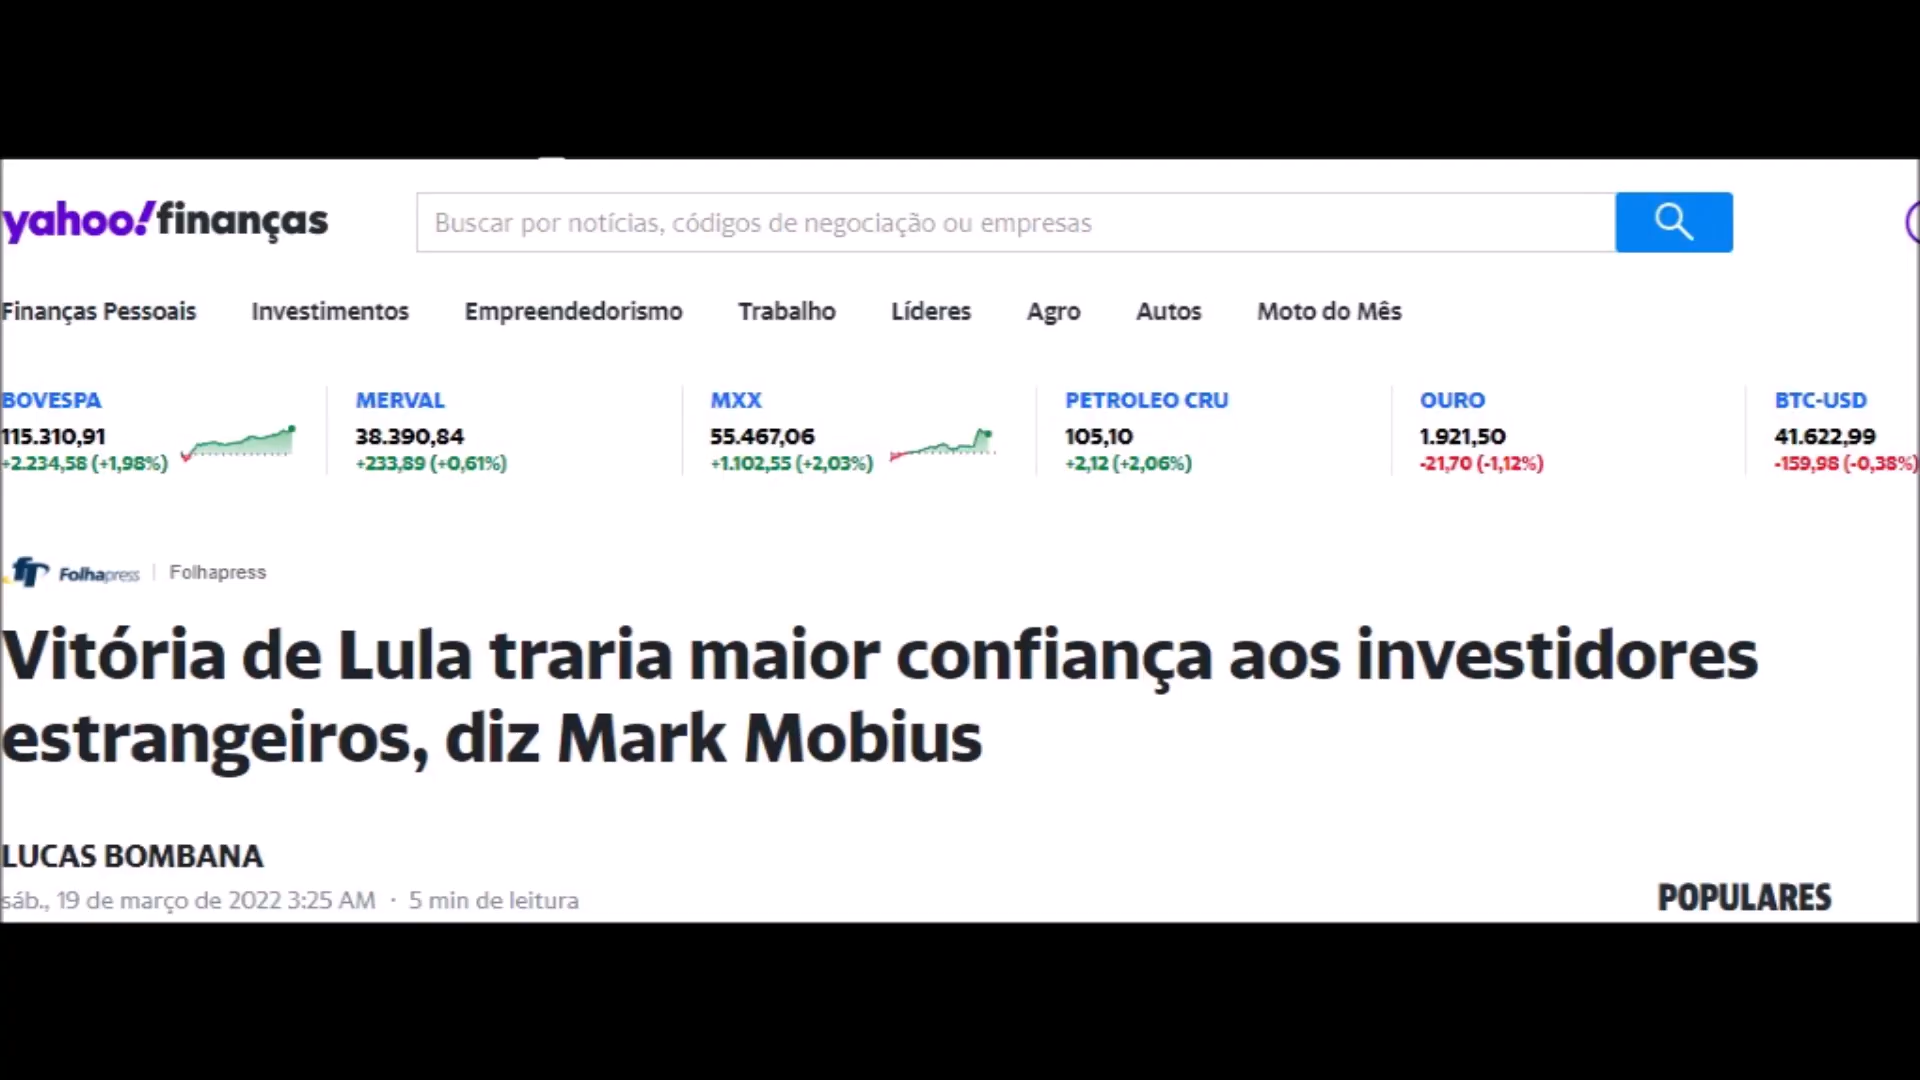 yahoo!finanças
Buscar por notícias, códigos de negociação ou empresas
Finanças Pessoais Investimentos Empreendedorismo Trabalho Líderes Agro Autos Moto do Mês
BOVESPA MERVAL MXX PETROLEO CRU OURO BTC-USD
115.310,91 38.390,84 55.467,06 105,10 1.921,50 41.622,99
+2.234,58 (+1,98%) +233,89 (+0,61%) +1.102,55 (+2,03%) +2,12 (+2,06%) -21,70 (-1,12%) -159,98 (-0,38%)
Folhapress Folhapress
Vitória de Lula traria maior confiança aos investidores
estrangeiros, diz Mark Mobius
LUCAS BOMBANA
sáb., 19 de março de 2022 3:25 AM · 5 min de leitura
POPULARES